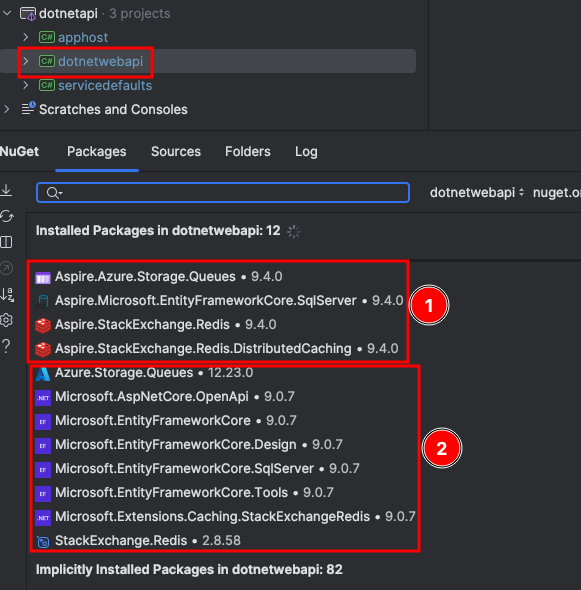 dotnetapi · 3 projects
C# apphost
C# dotnetwebapi
C# servicedefaults
Scratches and Consoles
NuGet Packages Sources Folders Log
dotnetwebapi nuget.o
Installed Packages in dotnetwebapi: 12
Aspire.Azure.Storage.Queues • 9.4.0
Aspire.Microsoft.EntityFrameworkCore.SqlServer • 9.4.0
1
Aspire.StackExchange.Redis • 9.4.0
Aspire.StackExchange.Redis.DistributedCaching • 9.4.0
Azure.Storage.Queues • 12.23.0
.NET Microsoft.AspNetCore.OpenApi • 9.0.7
EF Microsoft.EntityFrameworkCore • 9.0.7
EF Microsoft.EntityFrameworkCore.Design • 9.0.7
2
EF Microsoft.EntityFrameworkCore.SqlServer • 9.0.7
EF Microsoft.EntityFrameworkCore.Tools • 9.0.7
.NET Microsoft.Extensions.Caching.StackExchangeRedis • 9.0.7
StackExchange.Redis • 2.8.58
Implicitly Installed Packages in dotnetwebapi: 82